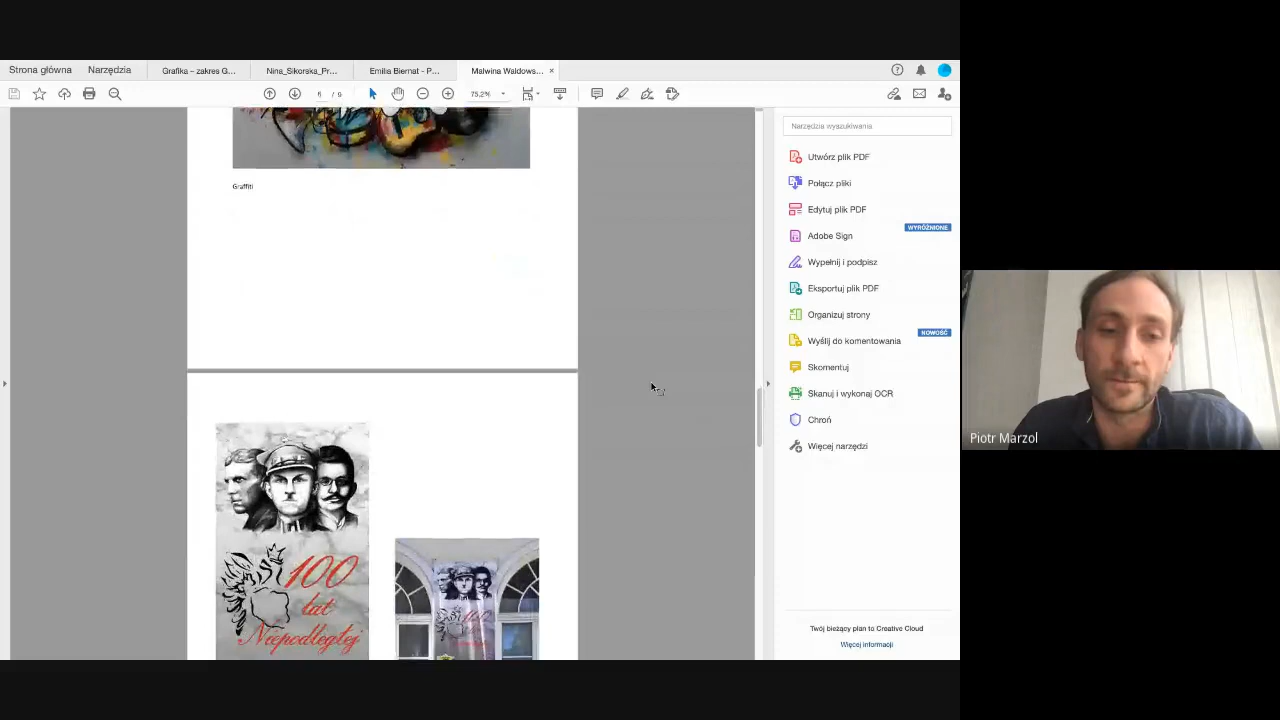 Strona główna
Narzędzia
Grafika – zakres G...
Nina_Sikorska_Pr...
Emilia Biernat - P...
Malwina Waldows...
6 / 9
75,2%
Narzędzia wyszukiwania
Utwórz plik PDF
Połącz pliki
Edytuj plik PDF
WYRÓŻNIONE
Adobe Sign
Wypełnij i podpisz
Eksportuj plik PDF
Organizuj strony
NOWOŚĆ
Wyślij do komentowania
Skomentuj
Skanuj i wykonaj OCR
Chroń
Więcej narzędzi
Twój bieżący plan to Creative Cloud
Więcej informacji
Graffiti
100
lat
Niepodległej
100
Piotr Marzol